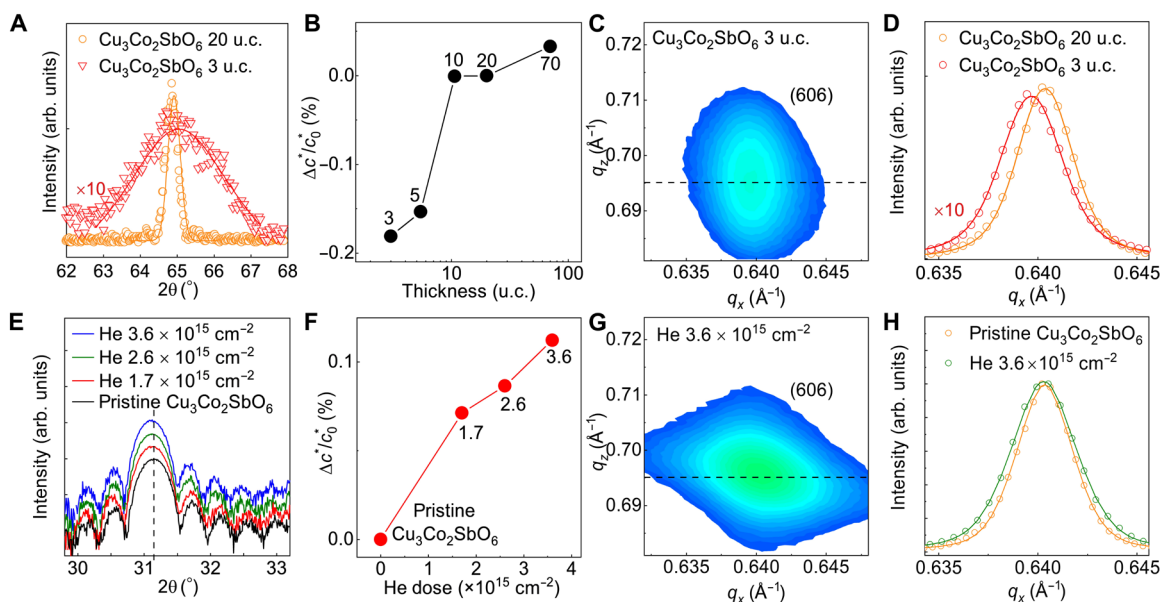 A
Cu₃Co₂SbO₆ 20 u.c.
Cu₃Co₂SbO₆ 3 u.c.
×10
Intensity (arb. units)
62 63 64 65 66 67 68
2θ (°)
B
0.0
−0.1
−0.2
Δc*/c₀* (%)
3
5
10
20
70
10 100
Thickness (u.c.)
C
Cu₃Co₂SbO₆ 3 u.c.
(606)
0.72
0.71
0.70
0.69
q_z (Å⁻¹)
0.635 0.640 0.645
q_x (Å⁻¹)
D
Cu₃Co₂SbO₆ 20 u.c.
Cu₃Co₂SbO₆ 3 u.c.
×10
Intensity (arb. units)
0.635 0.640 0.645
q_x (Å⁻¹)
E
He 3.6 × 10¹⁵ cm⁻²
He 2.6 × 10¹⁵ cm⁻²
He 1.7 × 10¹⁵ cm⁻²
Pristine Cu₃Co₂SbO₆
Intensity (arb. units)
30 31 32 33
2θ (°)
F
0.1
0.0
Δc*/c₀* (%)
3.6
2.6
1.7
Pristine
Cu₃Co₂SbO₆
0 1 2 3 4
He dose (×10¹⁵ cm⁻²)
G
He 3.6 × 10¹⁵ cm⁻²
(606)
0.72
0.71
0.70
0.69
q_z (Å⁻¹)
0.635 0.640 0.645
q_x (Å⁻¹)
H
Pristine Cu₃Co₂SbO₆
He 3.6 × 10¹⁵ cm⁻²
Intensity (arb. units)
0.635 0.640 0.645
q_x (Å⁻¹)